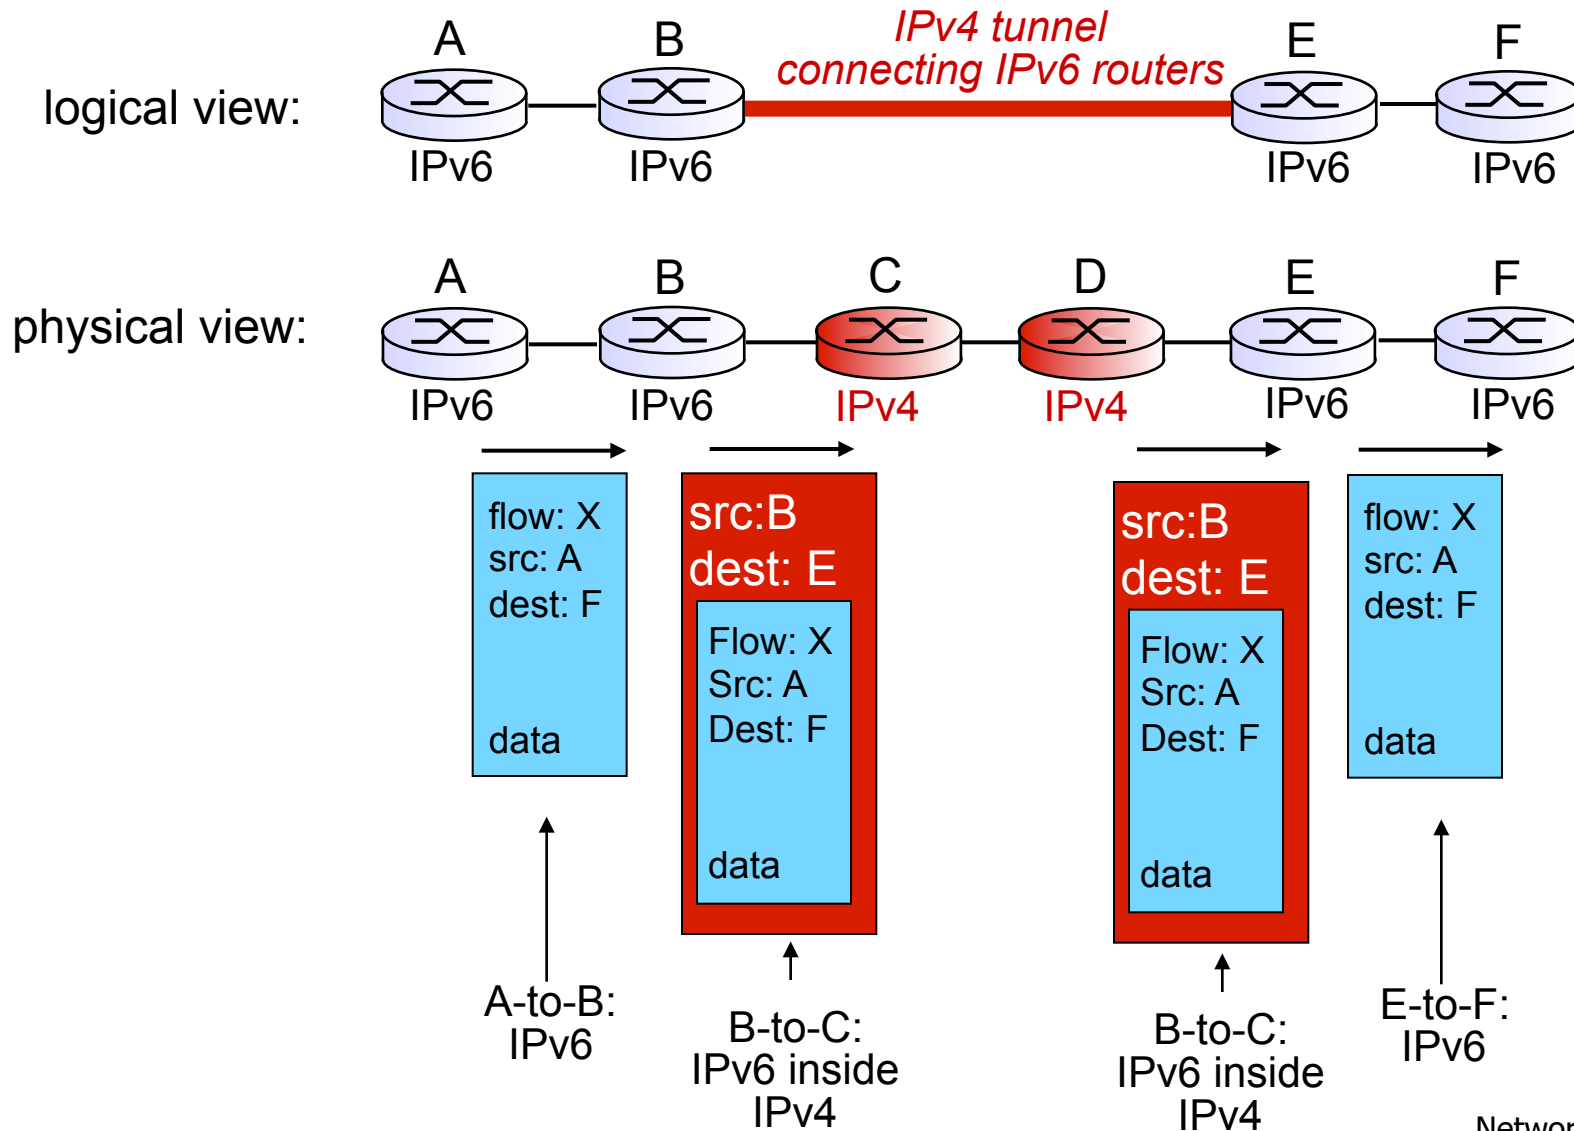 IPv4 tunnel
connecting IPv6 routers
A
B
E
F
logical view:
IPv6
IPv6
IPv6
IPv6
A
B
C
D
E
F
physical view:
IPv6
IPv6
IPv4
IPv4
IPv6
IPv6
flow: X
src: A
dest: F
data
src:B
dest: E
Flow: X
Src: A
Dest: F
data
src:B
dest: E
Flow: X
Src: A
Dest: F
data
flow: X
src: A
dest: F
data
A-to-B:
IPv6
B-to-C:
IPv6 inside
IPv4
B-to-C:
IPv6 inside
IPv4
E-to-F:
IPv6
Networ